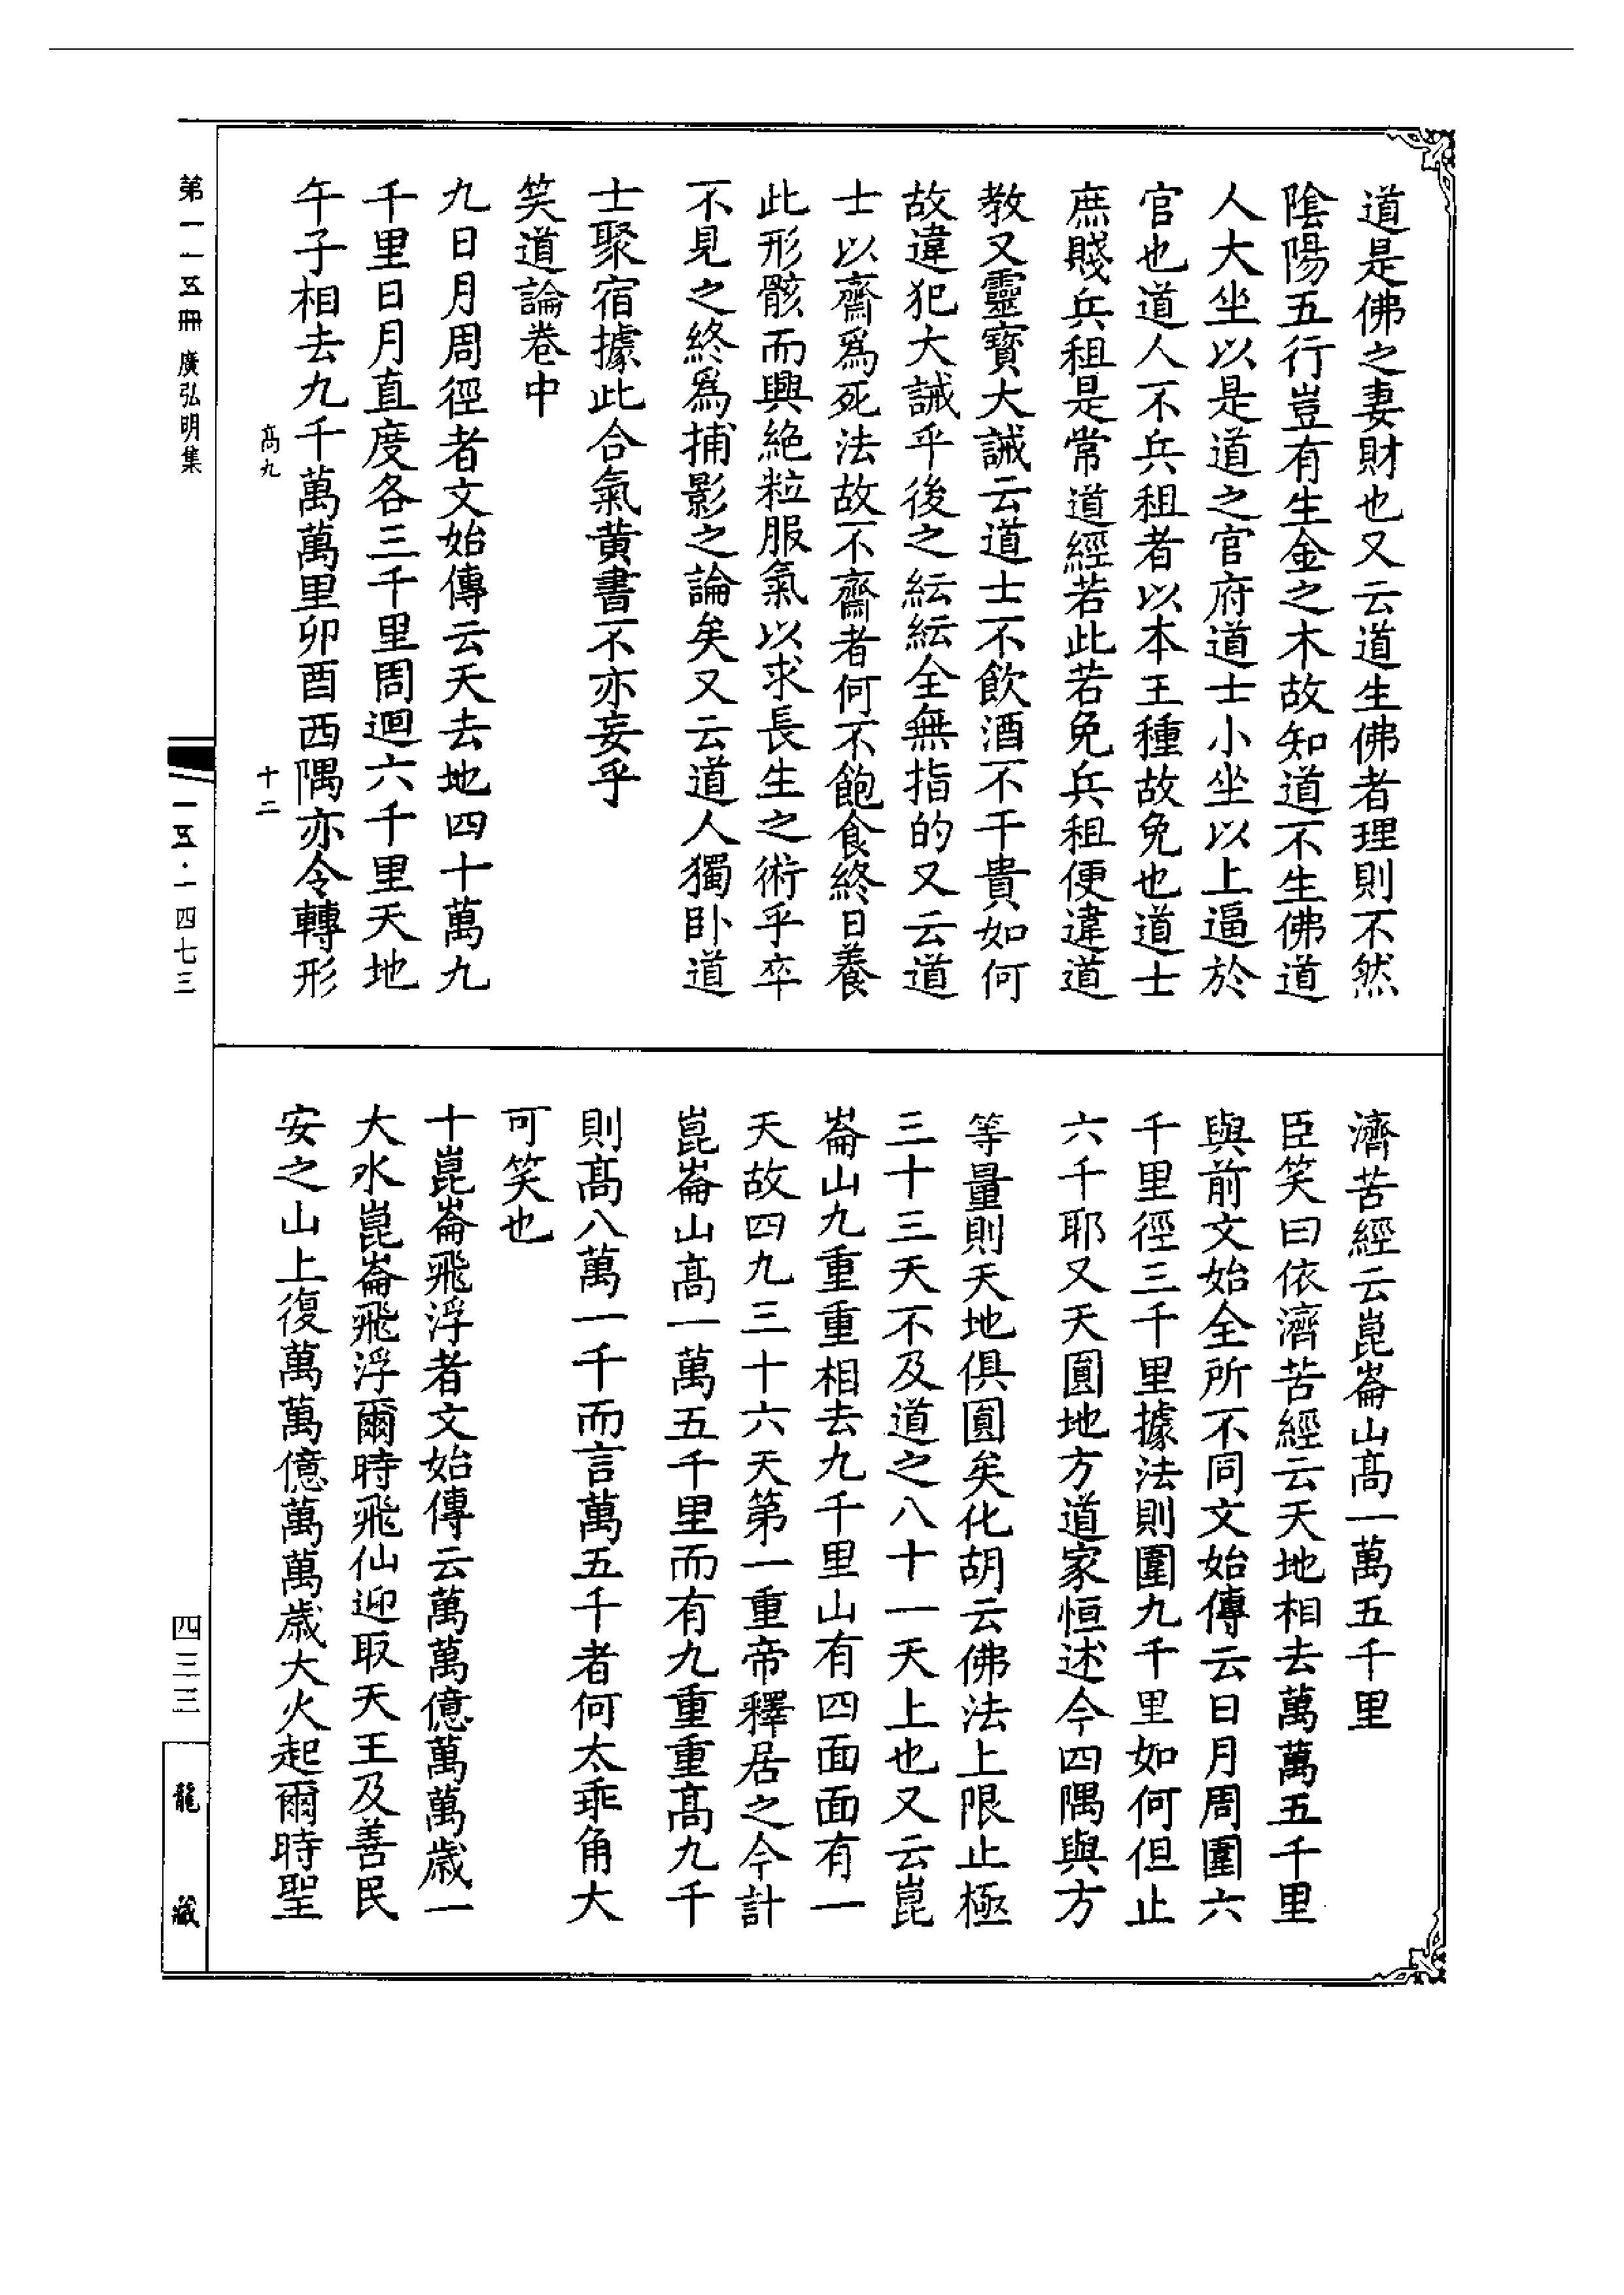 道是佛之妻財也又云道生佛者理則不然
陰陽五行豈有生金之木故知道不生佛道
人大坐以是道之官府道士小坐以上逼於
官也道人不兵租者以本王種故免也道士
庶賤兵租是常道經若此若免兵租便違道
教又靈寶大誡云道士不飲酒不干貴如何
故違犯大誡乎後之紜紜全無指的又云道
士以齋為死法故不齋者何不飽食終日養
此形骸而興絕粒服氣以求長生之術乎卒
不見之終為捕影之論矣又云道人獨臥道
士聚宿據此合氣黃書不亦妄乎
笑道論卷中
九日月周徑者文始傳云天去地四十萬九
千里日月直度各三千里周迴六千里天地
午子相去九千萬萬里卯酉西隅亦令轉形
濟苦經云崑崙山髙一萬五千里
臣笑曰依濟苦經云天地相去萬萬五千里
與前文始全所不同文始傳云日月周圍六
千里徑三千里據法則圍九千里如何但止
六千耶又天圓地方道家恒述今四隅與方
等量則天地俱圓矣化胡云佛法上限止極
三十三天不及道之八十一天上也又云崑
崙山九重重相去九千里山有四面面有一
天故四九三十六天第一重帝釋居之今計
崑崙山髙一萬五千里而有九重重髙九千
則髙八萬一千而言萬五千者何太乖角大
可笑也
十崑崙飛浮者文始傳云萬萬億萬萬歲一
大水崑崙飛浮爾時飛仙迎取天王及善民
安之山上復萬萬億萬萬歲大火起爾時聖
髙九
十二
第一一五冊 廣弘明集
一一五·一四七三
四三三
龍藏